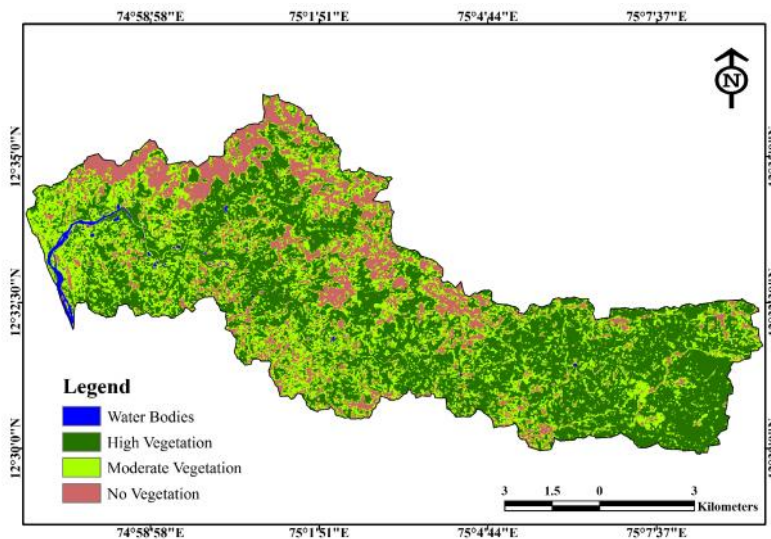 74°58'58"E 75°1'51"E 75°4'44"E 75°7'37"E
N
12°35'0"N
12°32'30"N
12°30'0"N
Legend
Water Bodies
High Vegetation
Moderate Vegetation
No Vegetation
3 1.5 0 3
Kilometers
74°58'58"E 75°1'51"E 75°4'44"E 75°7'37"E